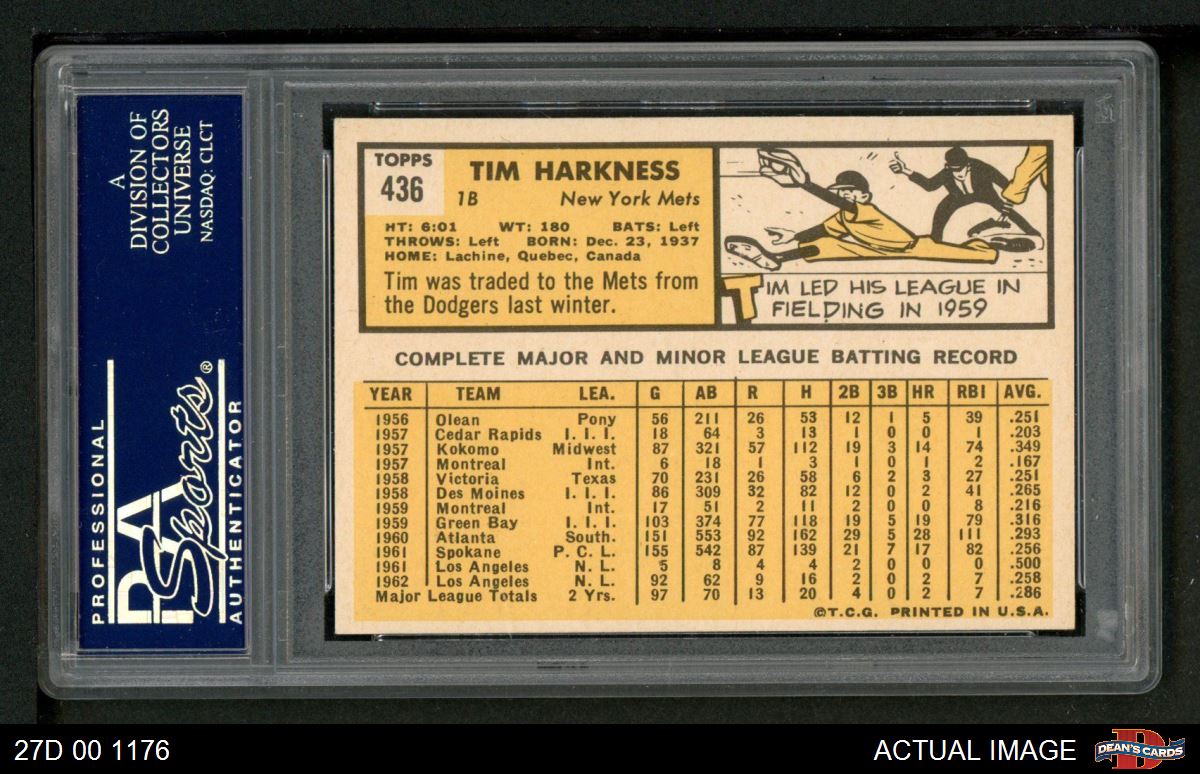 A
DIVISION OF
COLLECTORS
UNIVERSE
NASDAQ: CLCT
PROFESSIONAL
PSA
Sports®
AUTHENTICATOR
TOPPS
436
TIM HARKNESS
1B New York Mets
HT: 6:01 WT: 180 BATS: Left
THROWS: Left BORN: Dec. 23, 1937
HOME: Lachine, Quebec, Canada
Tim was traded to the Mets from
the Dodgers last winter.
TIM LED HIS LEAGUE IN
FIELDING IN 1959
COMPLETE MAJOR AND MINOR LEAGUE BATTING RECORD
YEAR TEAM LEA. G AB R H 2B 3B HR RBI AVG.
1956 Olean Pony 56 211 26 53 12 1 5 39 .251
1957 Cedar Rapids I. I. I. 18 64 3 13 1 0 0 1 .203
1957 Kokomo Midwest 87 321 57 112 19 3 14 74 .349
1957 Montreal Int. 6 18 1 3 1 0 1 2 .167
1958 Victoria Texas 70 231 26 58 6 2 3 27 .251
1958 Des Moines I. I. I. 86 309 32 82 12 0 2 41 .265
1959 Montreal Int. 17 51 2 11 2 0 0 8 .216
1959 Green Bay I. I. I. 103 374 77 118 19 5 19 79 .316
1960 Atlanta South. 151 553 92 162 29 5 28 111 .293
1961 Spokane P. C. L. 155 542 87 139 21 7 17 82 .256
1961 Los Angeles N. L. 5 8 4 4 2 0 0 0 .500
1962 Los Angeles N. L. 92 62 9 16 2 0 2 7 .258
Major League Totals 2 Yrs. 97 70 13 20 4 0 2 7 .286
©T.C.G. PRINTED IN U.S.A.
27D 00 1176
ACTUAL IMAGE
DEAN'S CARDS